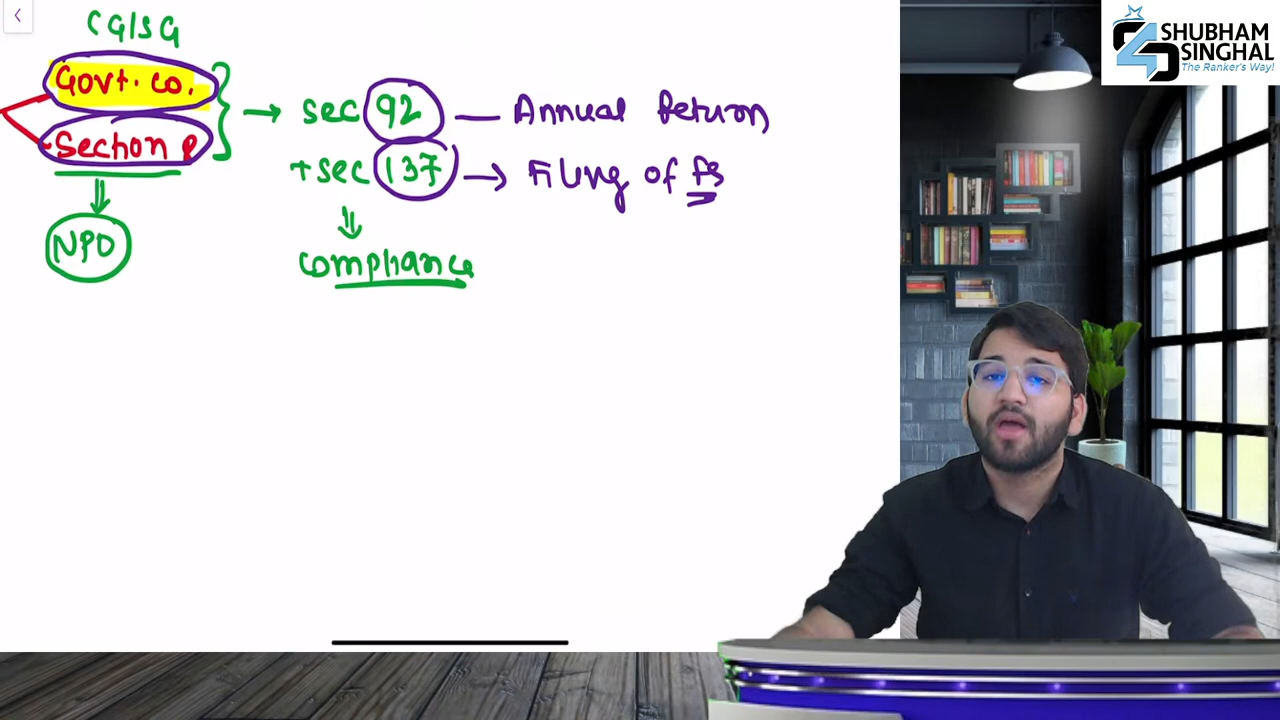 CG/SG
Govt. Co.
Section 8
sec 92 — Annual Return
+ sec 137 → Filing of FS
NPO
compliance
SHUBHAM
SINGHAL
The Ranker's Way!